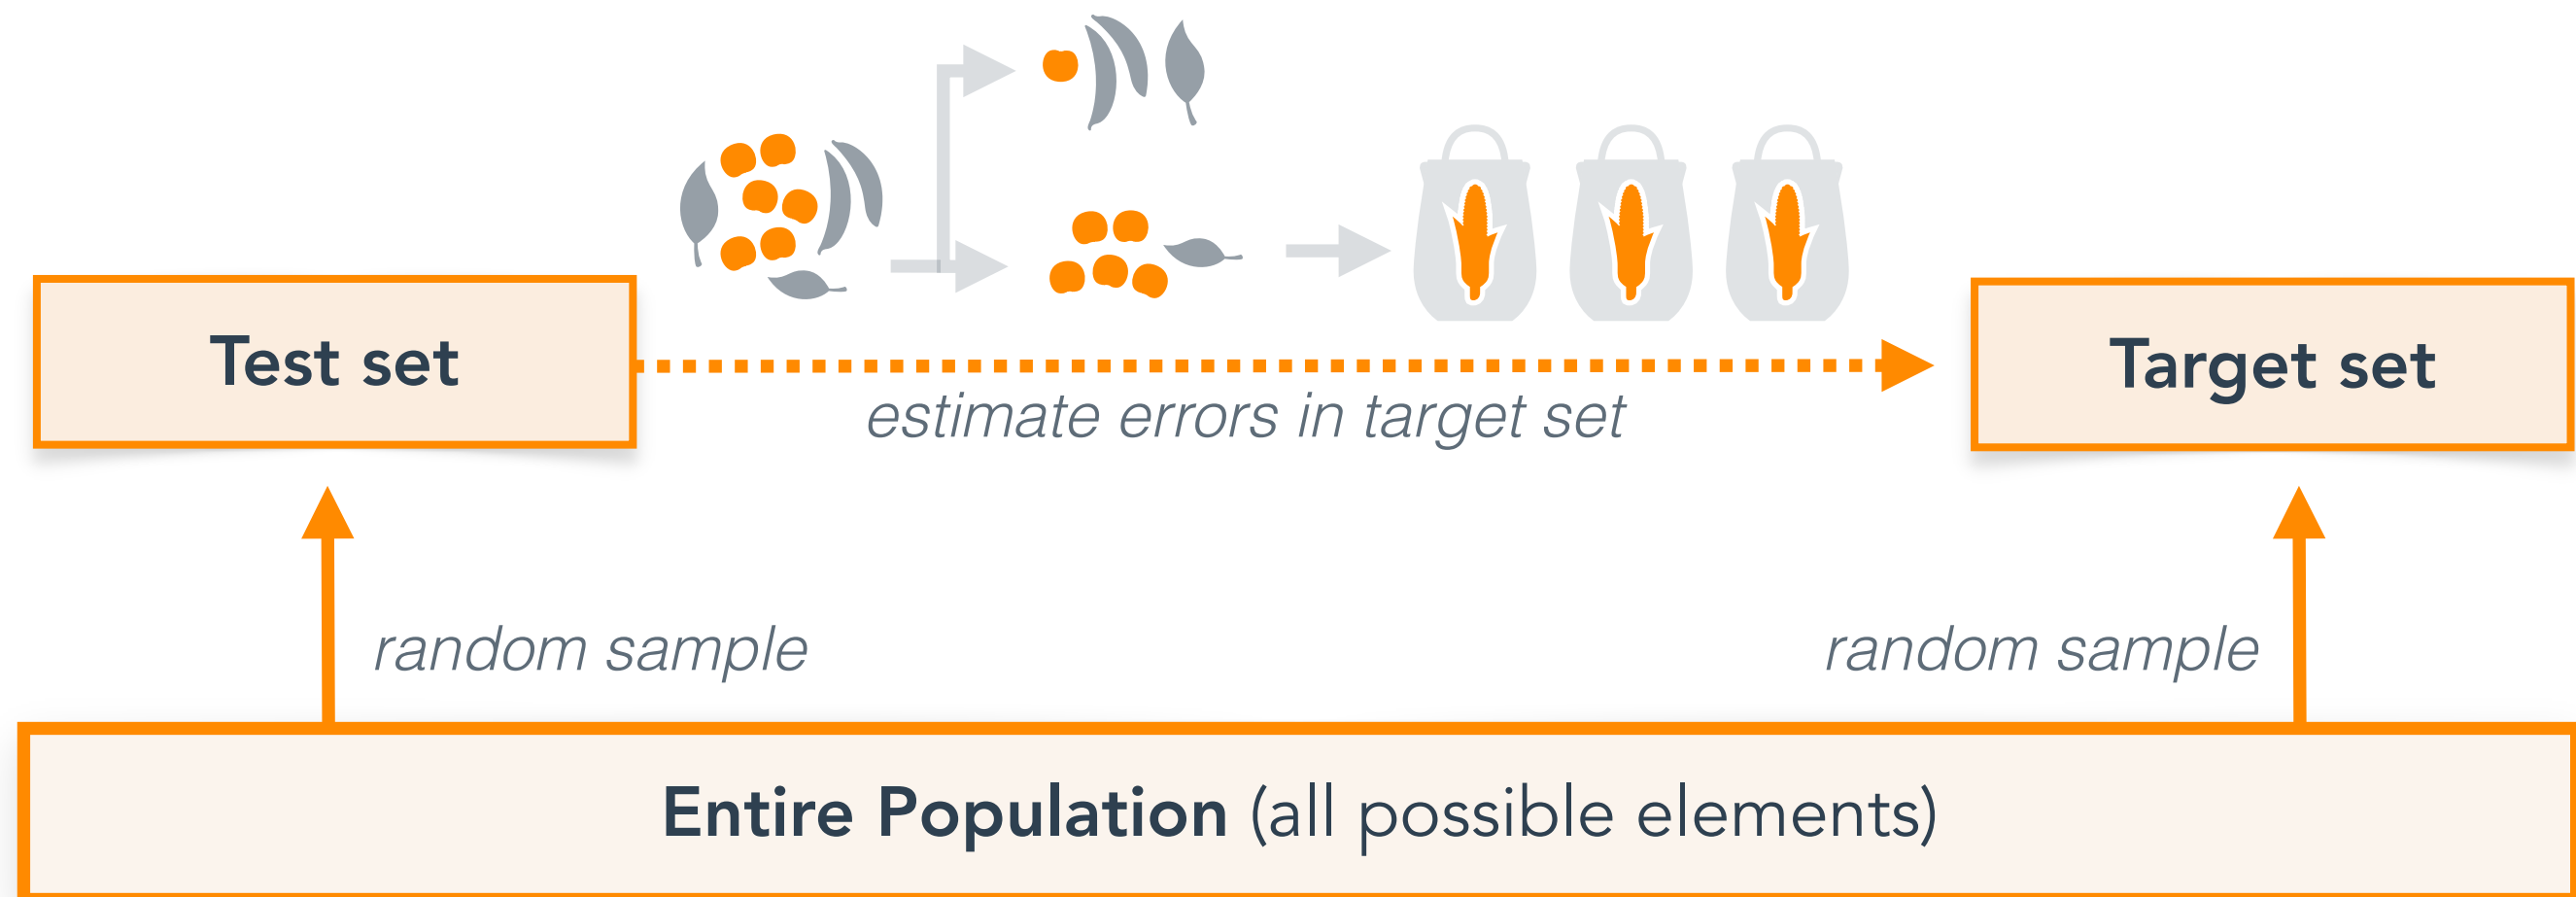 Test set
Target set
estimate errors in target set
random sample
random sample
Entire Population (all possible elements)